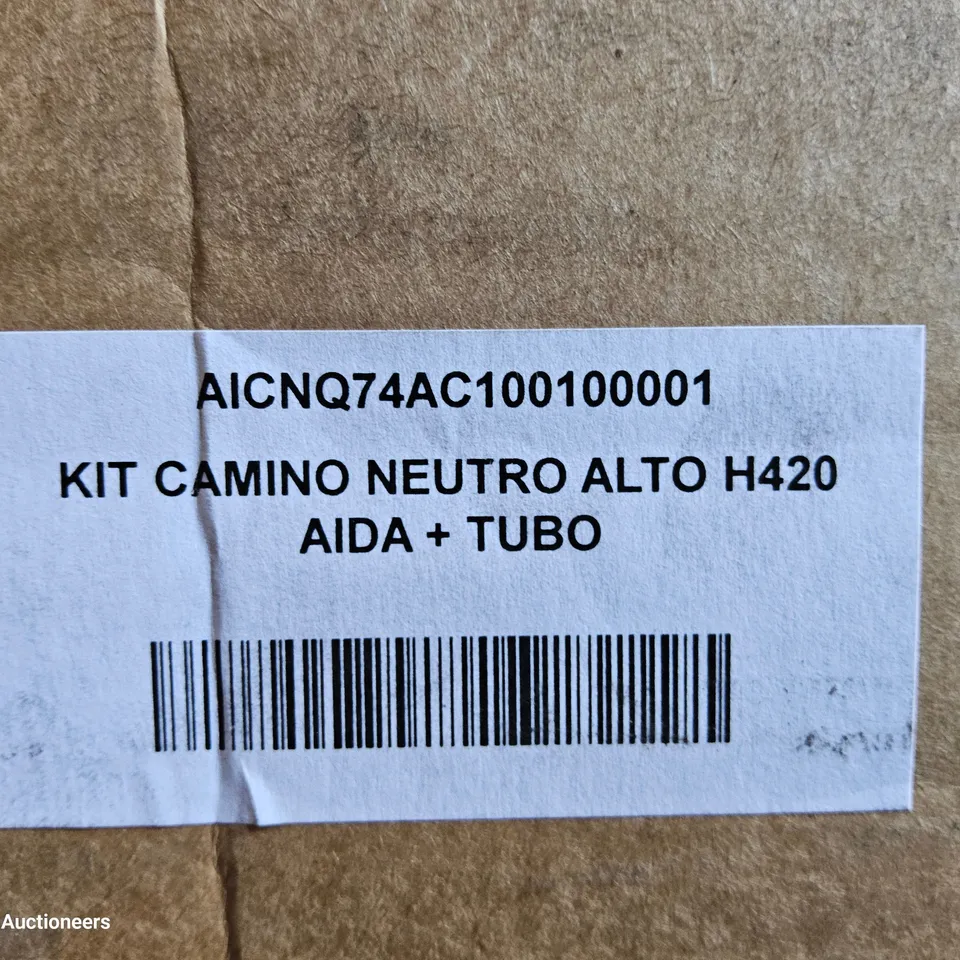 AICNQ74AC100100001
KIT CAMINO NEUTRO ALTO H420
AIDA + TUBO
Auctioneers